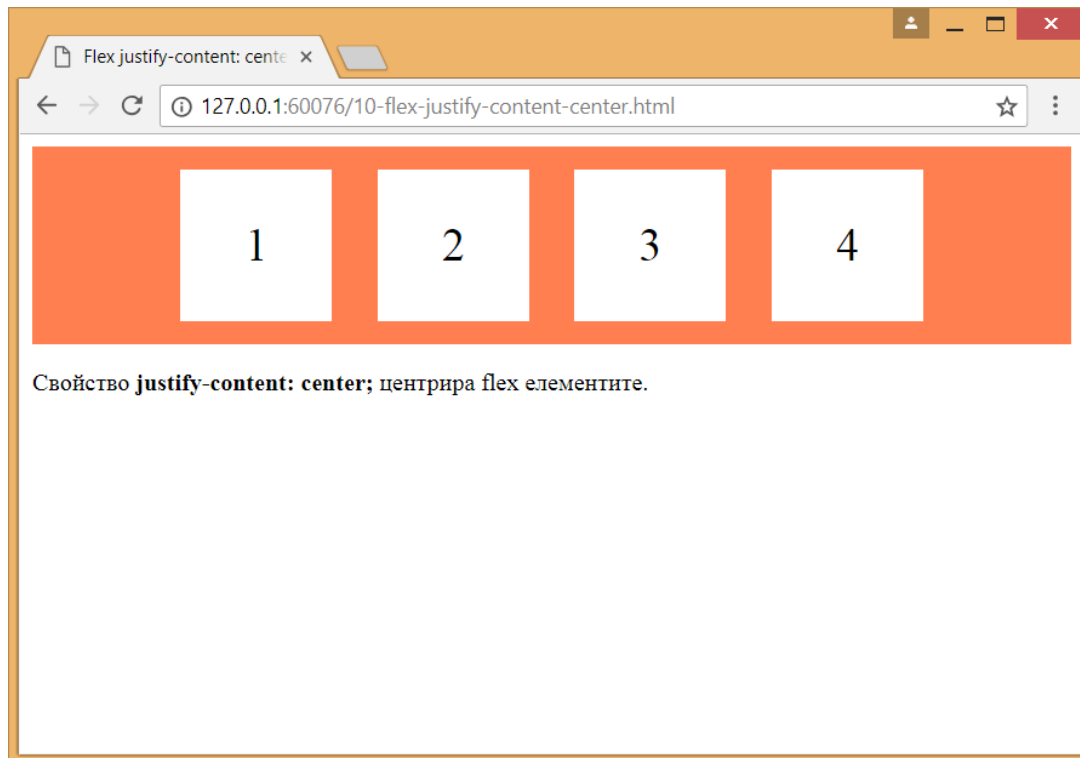 Flex justify-content: cente
127.0.0.1:60076/10-flex-justify-content-center.html
1 2 3 4
Свойство justify-content: center; центрира flex елементите.